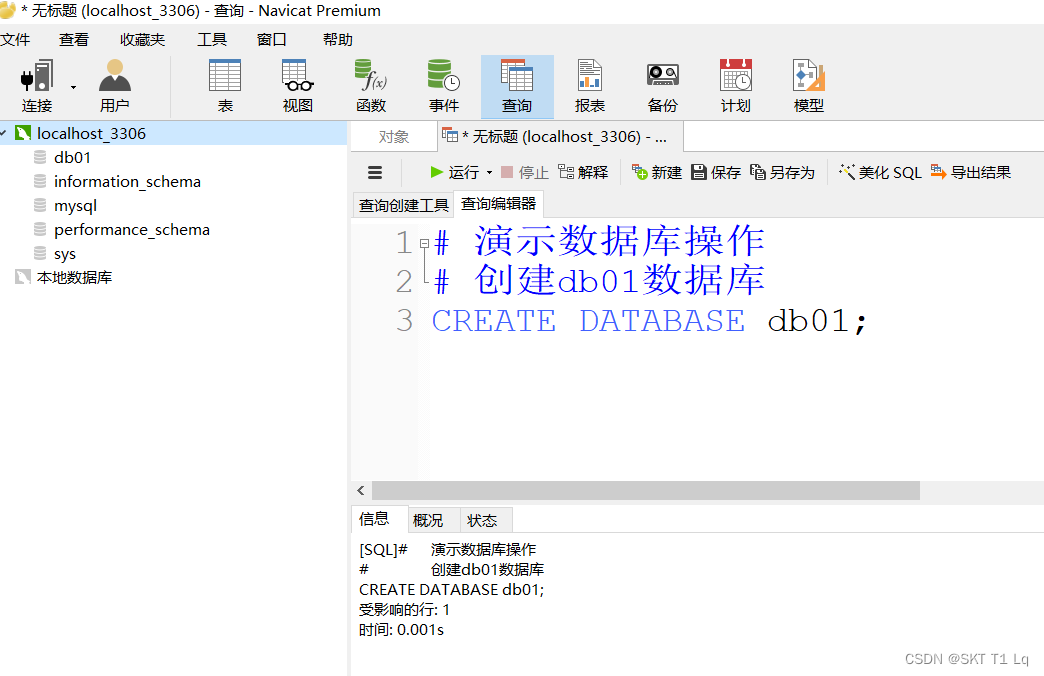 * 无标题 (localhost_3306) - 查询 - Navicat Premium
文件 查看 收藏夹 工具 窗口 帮助
连接 用户 表 视图 函数 事件 查询 报表 备份 计划 模型
localhost_3306
db01
information_schema
mysql
performance_schema
sys
本地数据库
对象 * 无标题 (localhost_3306) - ...
运行 停止 解释 新建 保存 另存为 美化 SQL 导出结果
查询创建工具 查询编辑器
1 # 演示数据库操作
2 # 创建db01数据库
3 CREATE DATABASE db01;
信息 概况 状态
[SQL]# 演示数据库操作
# 创建db01数据库
CREATE DATABASE db01;
受影响的行: 1
时间: 0.001s
CSDN @SKT T1 Lq